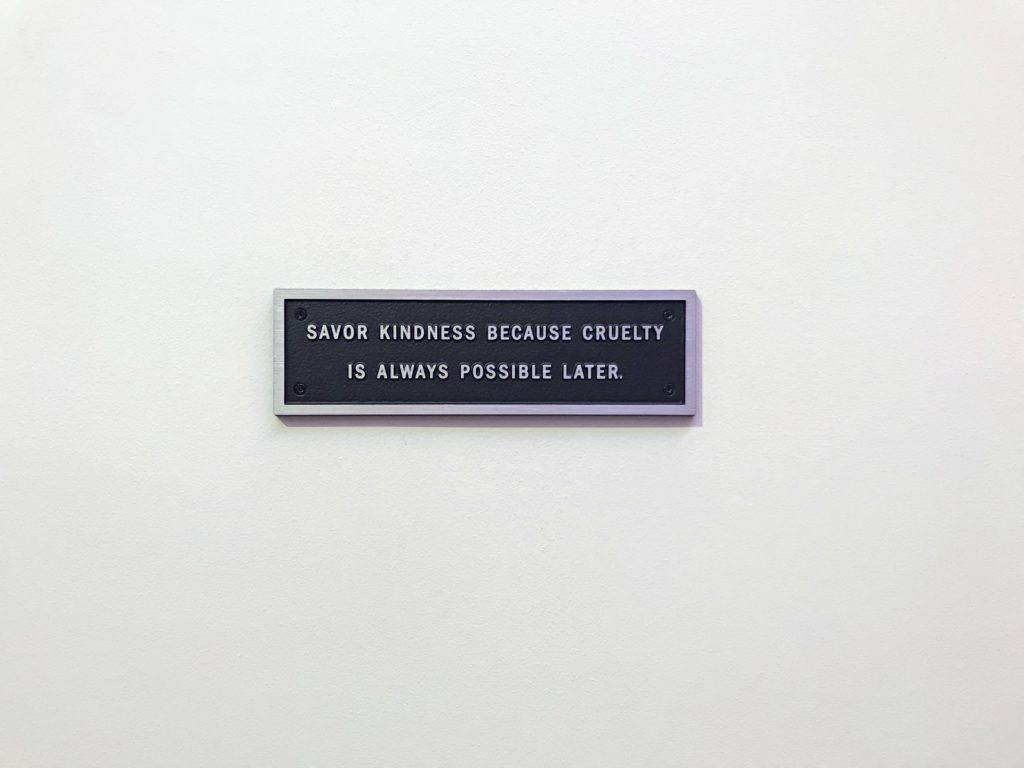 SAVOR KINDNESS BECAUSE CRUELTY
IS ALWAYS POSSIBLE LATER.